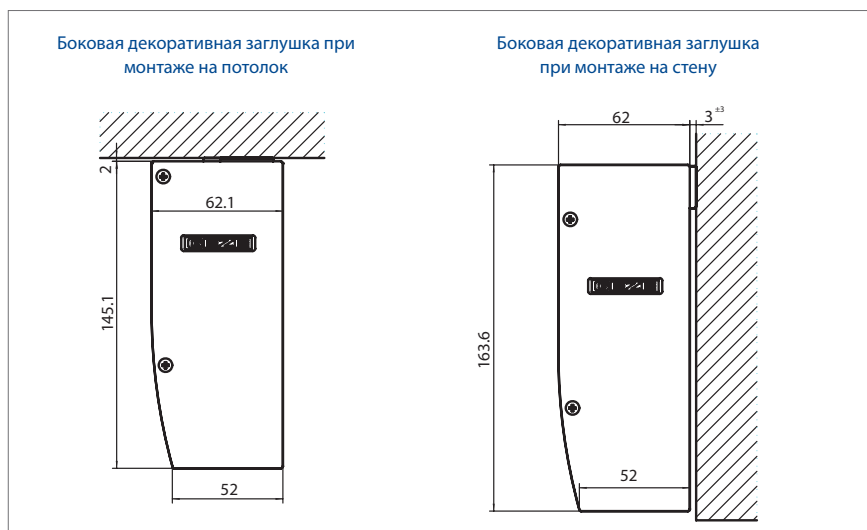 Боковая декоративная заглушка при
монтаже на потолок
2
62.1
145.1
52
Боковая декоративная заглушка
при монтаже на стену
62
3 ±3
163.6
52